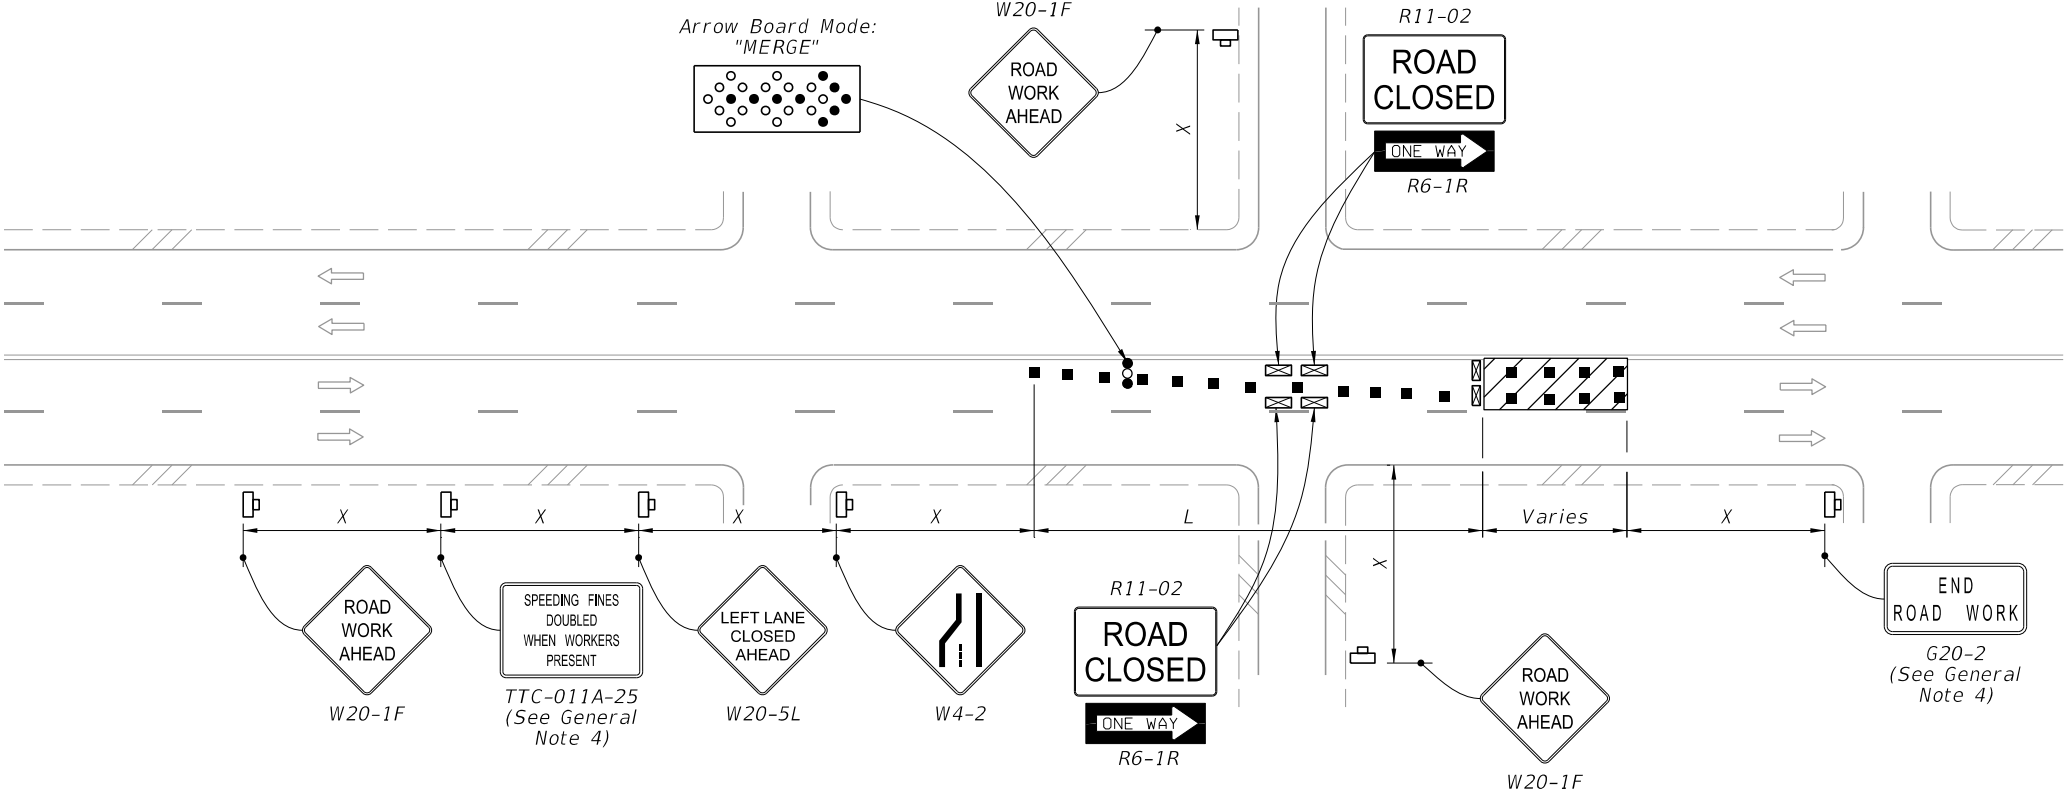 Arrow Board Mode:
"MERGE"
W20-1F
ROAD
WORK
AHEAD
X
R11-02
ROAD
CLOSED
ONE WAY
R6-1R
X
X
X
X
L
Varies
X
X
ROAD
WORK
AHEAD
W20-1F
SPEEDING FINES
DOUBLED
WHEN WORKERS
PRESENT
TTC-011A-25
(See General
Note 4)
LEFT LANE
CLOSED
AHEAD
W20-5L
W4-2
R11-02
ROAD
CLOSED
ONE WAY
R6-1R
ROAD
WORK
AHEAD
W20-1F
END
ROAD WORK
G20-2
(See General
Note 4)